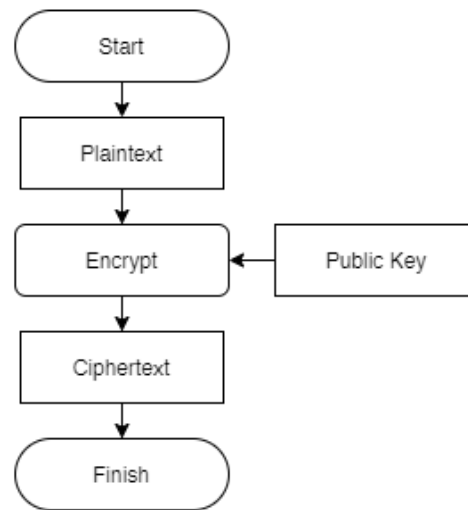 Start
Plaintext
Encrypt
Public Key
Ciphertext
Finish